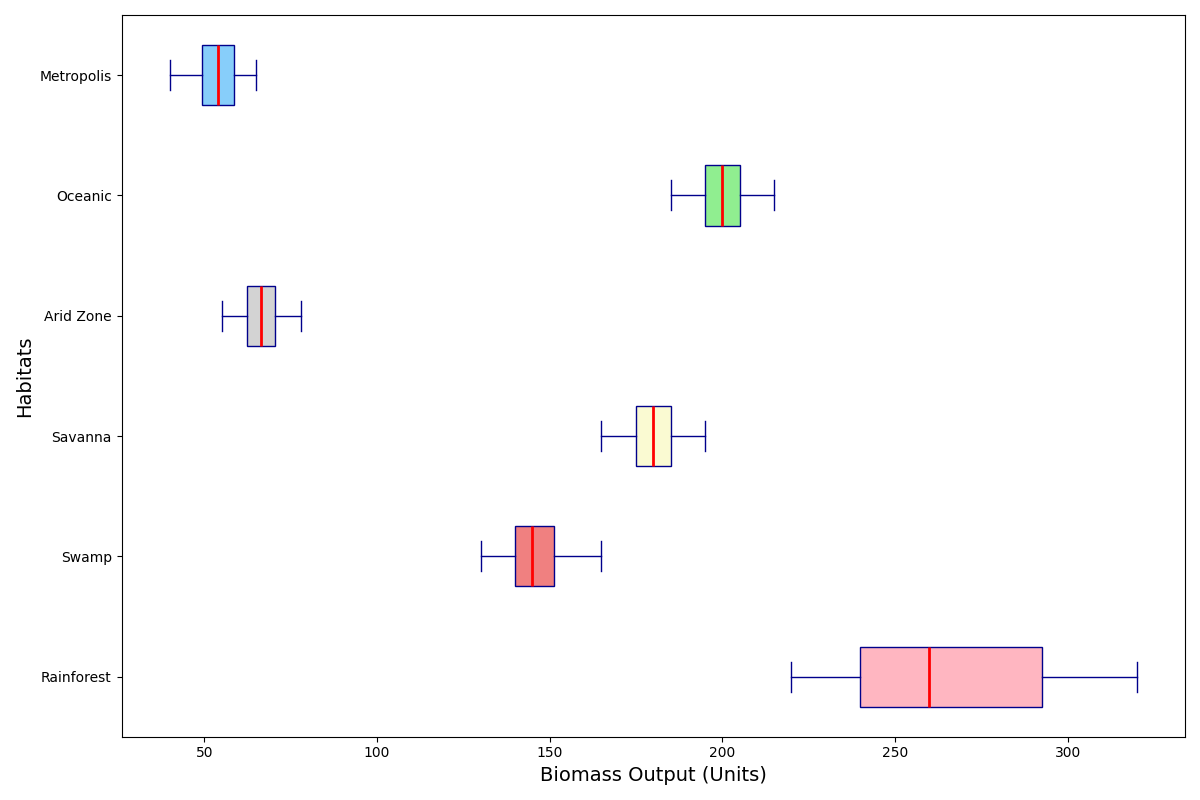 Metropolis
Oceanic
Arid Zone
Savanna
Swamp
Rainforest
Habitats
50 100 150 200 250 300
Biomass Output (Units)